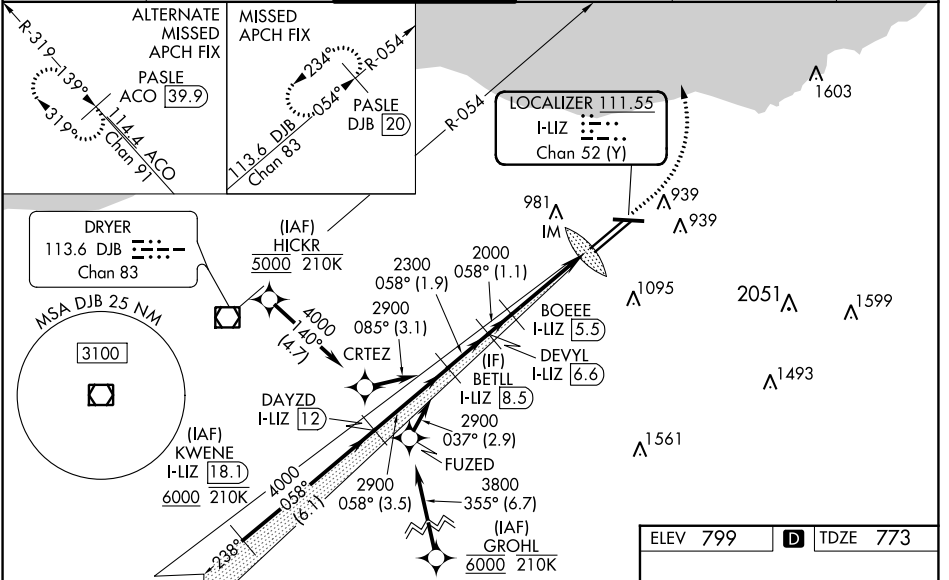 ALTERNATE
MISSED
APCH FIX
PASLE
ACO 39.9
R-319
139°
319°
114.4 ACO
Chan 91
MISSED
APCH FIX
234°
R-054
054°
PASLE
DJB 20
113.6 DJB
Chan 83
R-054
LOCALIZER 111.55
I-LIZ
Chan 52 (Y)
1603
981
IM
939
939
DRYER
113.6 DJB
Chan 83
(IAF)
HICKR
5000 210K
2300
058° (1.9)
2000
058° (1.1)
4000
140°
(4.7)
2900
085° (3.1)
CRTEZ
BOEEE
I-LIZ 5.5
DEVYL
I-LIZ 6.6
(IF)
BETLL
I-LIZ 8.5
1095
2051
1599
1493
1561
MSA DJB 25 NM
3100
DAYZD
I-LIZ 12
2900
037° (2.9)
FUZED
(IAF)
KWENE
I-LIZ 18.1
6000 210K
4000
058°
(6.1)
2900
058° (3.5)
3800
355° (6.7)
238°
(IAF)
GROHL
6000 210K
ELEV 799
D
TDZE 773